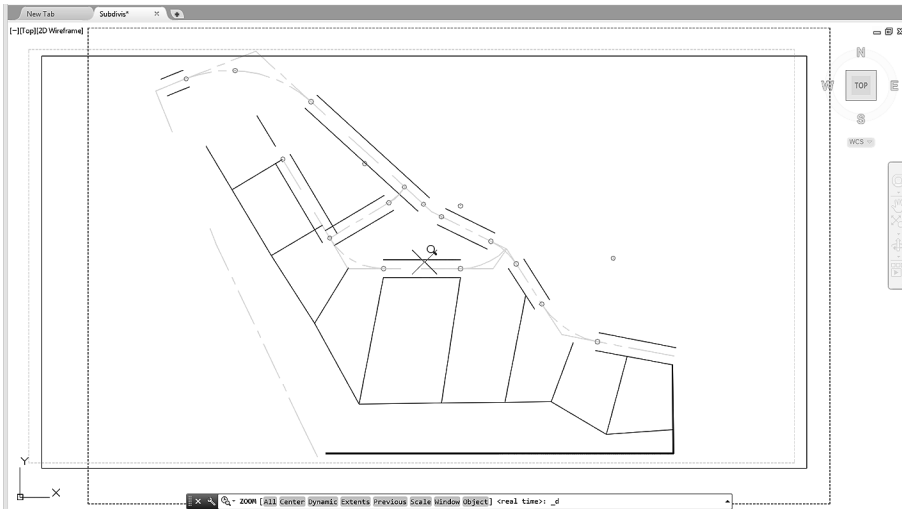 New Tab
Subdivis*
[−][Top][2D Wireframe]
N
W
TOP
E
S
WCS
Y
X
ZOOM [All Center Dynamic Extents Previous Scale Window Object] <real time>: _d